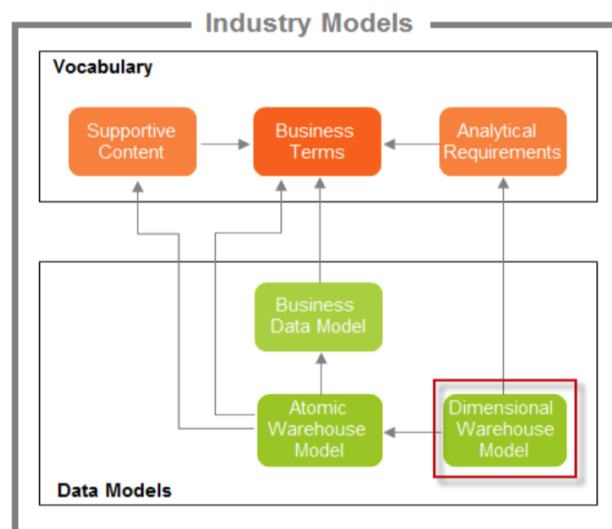 Industry Models
Vocabulary
Supportive
Content
Business
Terms
Analytical
Requirements
Business
Data Model
Atomic
Warehouse
Model
Dimensional
Warehouse
Model
Data Models